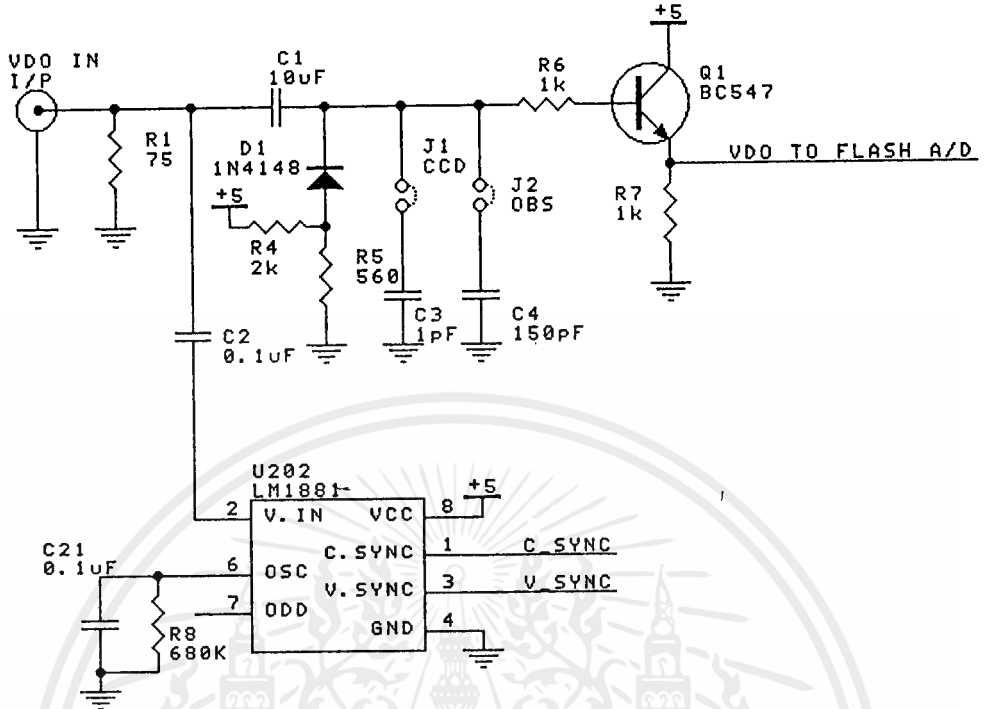 VDO IN
I/P
R1
75
C1
10uF
D1
1N4148
+5
R4
2k
R5
560
J1
CCD
J2
OBS
C3
1pF
C4
150pF
R6
1k
+5
Q1
BC547
VDO TO FLASH A/D
R7
1k
C2
0.1uF
U202
LM1881
2 V.IN VCC 8 +5
C.SYNC 1 C_SYNC
6 OSC V.SYNC 3 V_SYNC
7 ODD
GND 4
C21
0.1uF
R8
680K